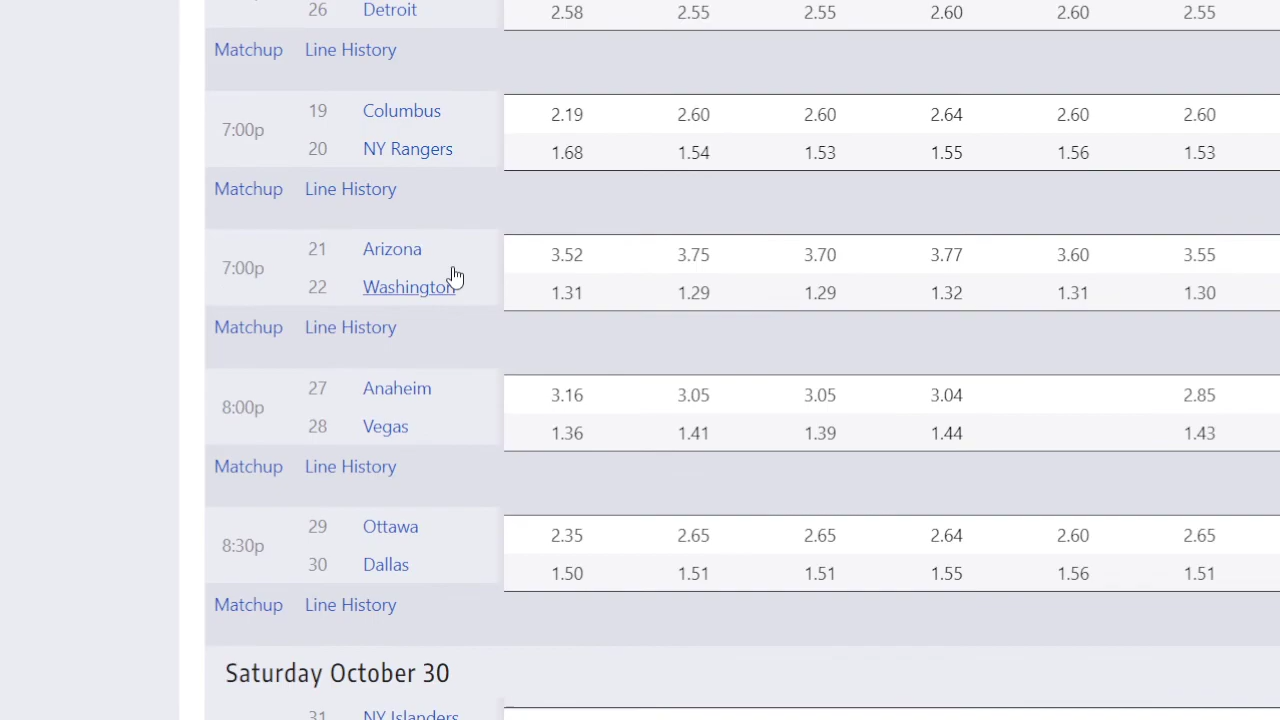 26 Detroit 2.58 2.55 2.55 2.60 2.60 2.55
Matchup Line History
19 Columbus 2.19 2.60 2.60 2.64 2.60 2.60
7:00p
20 NY Rangers 1.68 1.54 1.53 1.55 1.56 1.53
Matchup Line History
21 Arizona 3.52 3.75 3.70 3.77 3.60 3.55
7:00p
22 Washington 1.31 1.29 1.29 1.32 1.31 1.30
Matchup Line History
27 Anaheim 3.16 3.05 3.05 3.04 2.85
8:00p
28 Vegas 1.36 1.41 1.39 1.44 1.43
Matchup Line History
29 Ottawa 2.35 2.65 2.65 2.64 2.60 2.65
8:30p
30 Dallas 1.50 1.51 1.51 1.55 1.56 1.51
Matchup Line History
Saturday October 30
31 NY Islanders